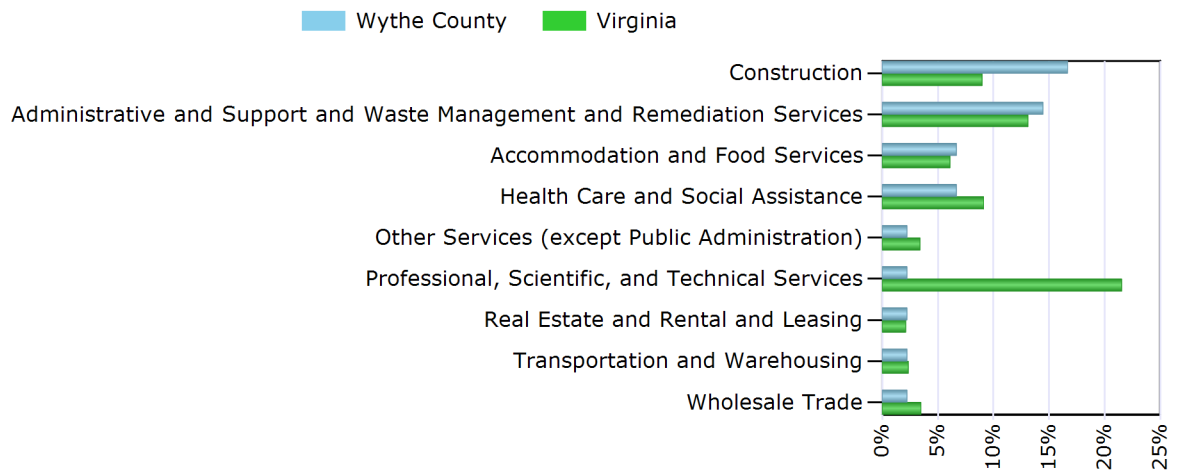 Wythe County Virginia
Construction
Administrative and Support and Waste Management and Remediation Services
Accommodation and Food Services
Health Care and Social Assistance
Other Services (except Public Administration)
Professional, Scientific, and Technical Services
Real Estate and Rental and Leasing
Transportation and Warehousing
Wholesale Trade
0% 5% 10% 15% 20% 25%